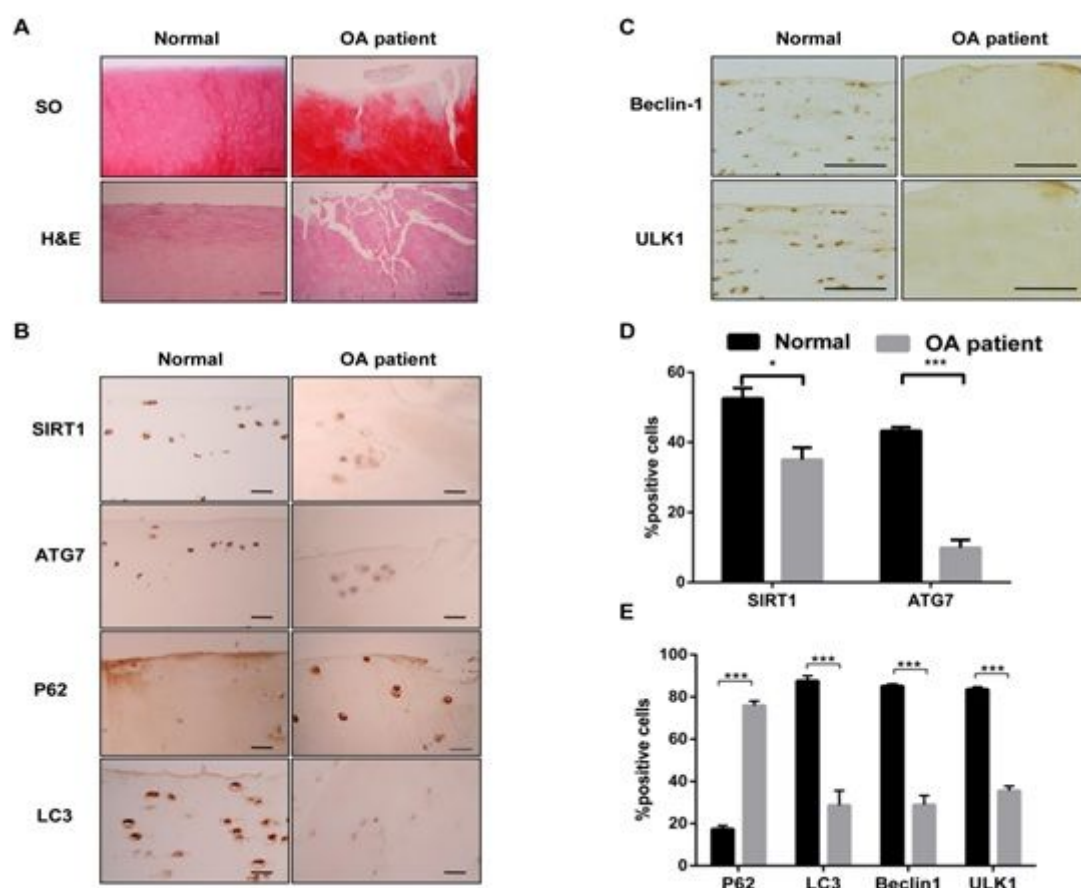 A
Normal OA patient
SO
H&E
B
Normal OA patient
SIRT1
ATG7
P62
LC3
C
Normal OA patient
Beclin-1
ULK1
D
Normal OA patient
* ***
60
40
20
0
%positive cells
SIRT1 ATG7
E
*** *** *** ***
100
80
60
40
20
0
%positive cells
P62 LC3 Beclin1 ULK1